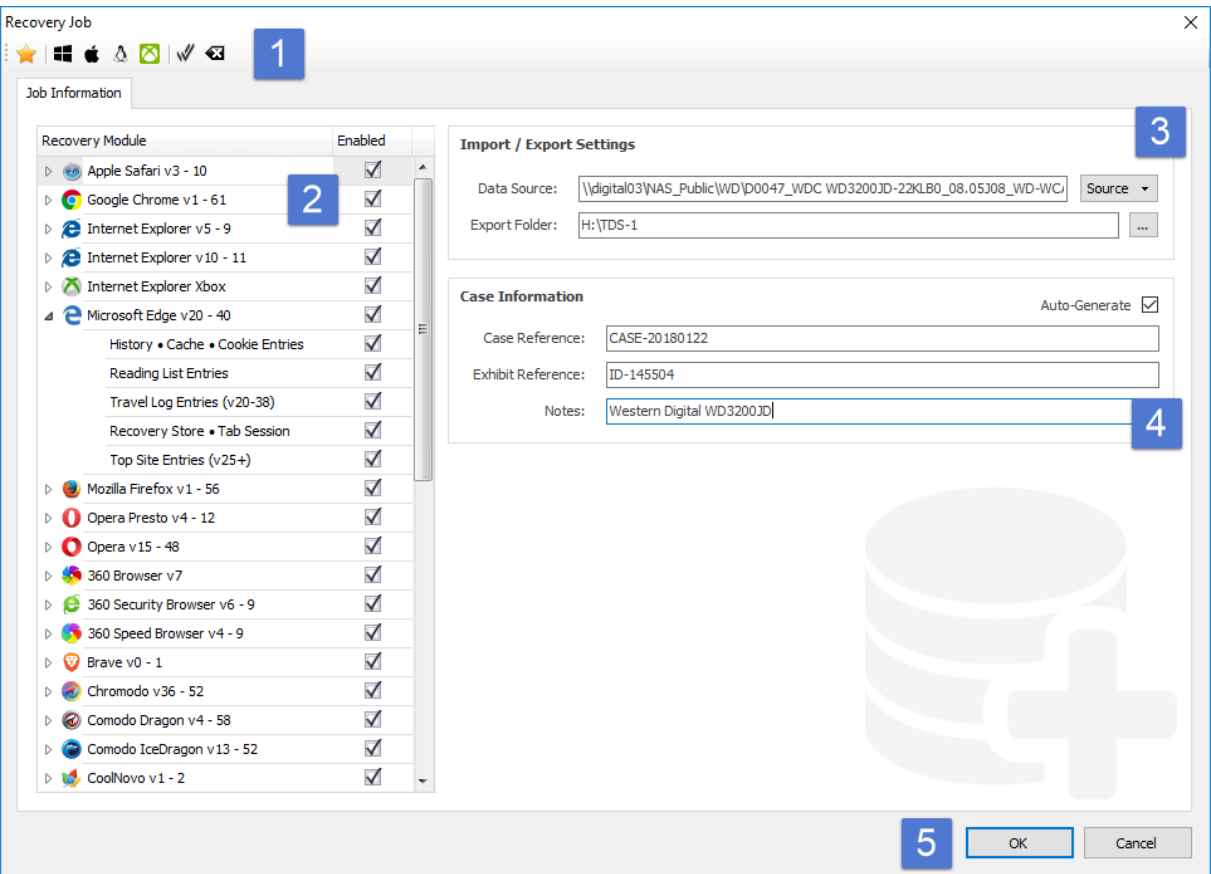 Recovery Job
1
Job Information
Recovery Module Enabled
Apple Safari v3 - 10
Google Chrome v1 - 61
2
Internet Explorer v5 - 9
Internet Explorer v10 - 11
Internet Explorer Xbox
Microsoft Edge v20 - 40
History • Cache • Cookie Entries
Reading List Entries
Travel Log Entries (v20-38)
Recovery Store • Tab Session
Top Site Entries (v25+)
Mozilla Firefox v1 - 56
Opera Presto v4 - 12
Opera v15 - 48
360 Browser v7
360 Security Browser v6 - 9
360 Speed Browser v4 - 9
Brave v0 - 1
Chromodo v36 - 52
Comodo Dragon v4 - 58
Comodo IceDragon v13 - 52
CoolNovo v1 - 2
3
Import / Export Settings
Data Source: \\digital03\NAS_Public\WD\D0047_WDC WD3200JD-22KLB0_08.05J08_WD-WCA Source
Export Folder: H:\TDS-1 ...
Case Information
Auto-Generate
Case Reference: CASE-20180122
Exhibit Reference: ID-145504
Notes: Western Digital WD3200JD
4
5
OK Cancel